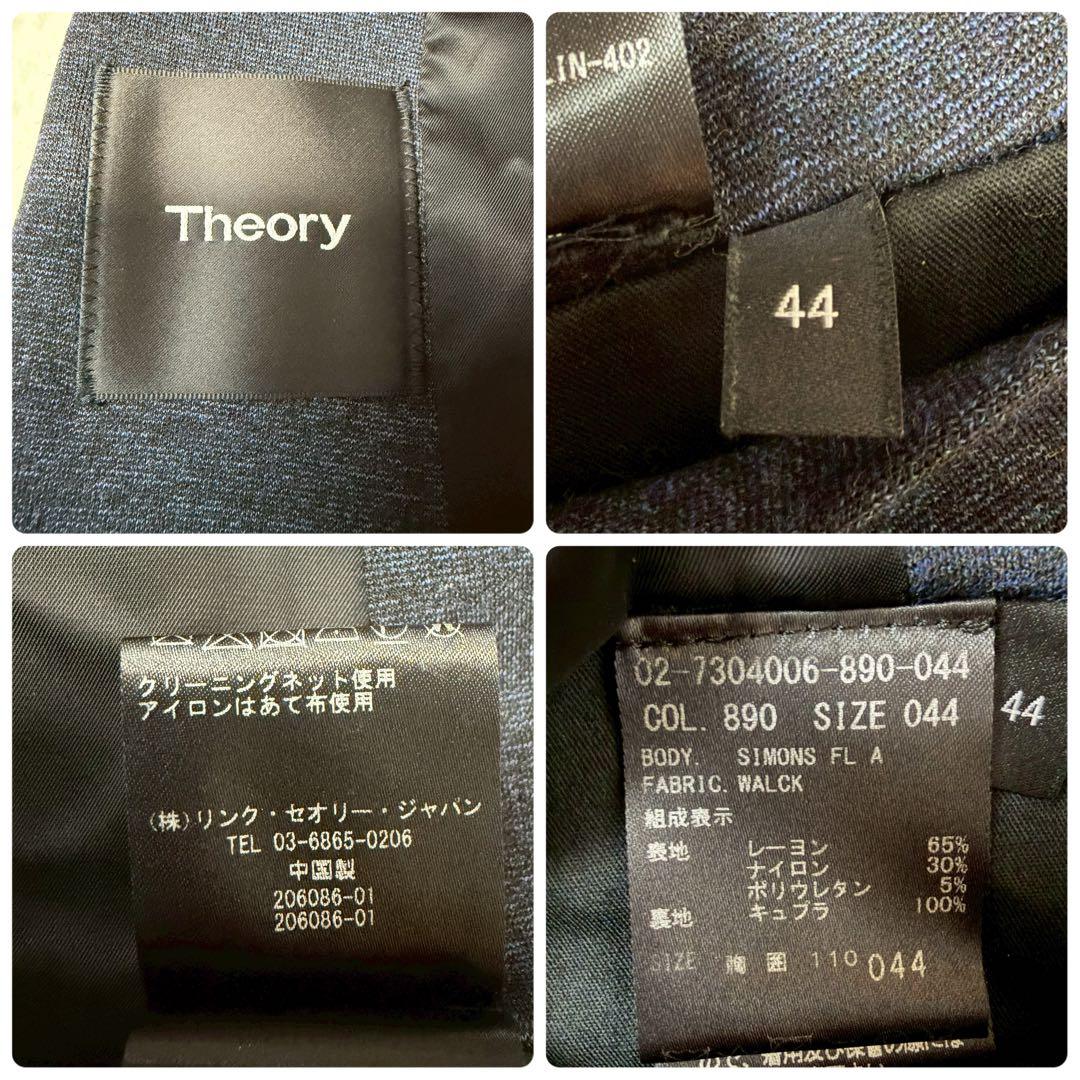 Theory
LIN-402
44
クリーニングネット使用
アイロンはあて布使用
(株)リンク・セオリー・ジャパン
TEL 03-6865-0206
中国製
206086-01
206086-01
02-7304006-890-044
COL. 890 SIZE 044
44
BODY. SIMONS FL A
FABRIC. WALCK
組成表示
表地 レーヨン 65%
ナイロン 30%
ポリウレタン 5%
裏地 キュプラ 100%
SIZE 胸囲 110 044